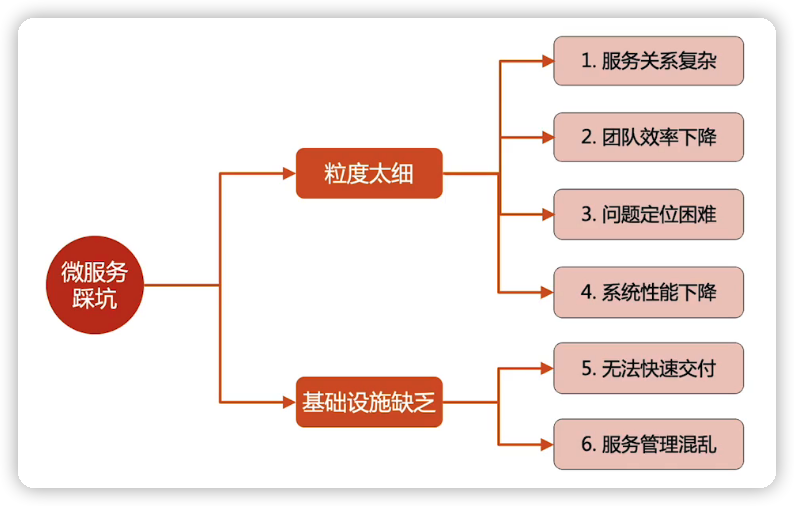 微服务
踩坑
粒度太细
1. 服务关系复杂
2. 团队效率下降
3. 问题定位困难
4. 系统性能下降
基础设施缺乏
5. 无法快速交付
6. 服务管理混乱